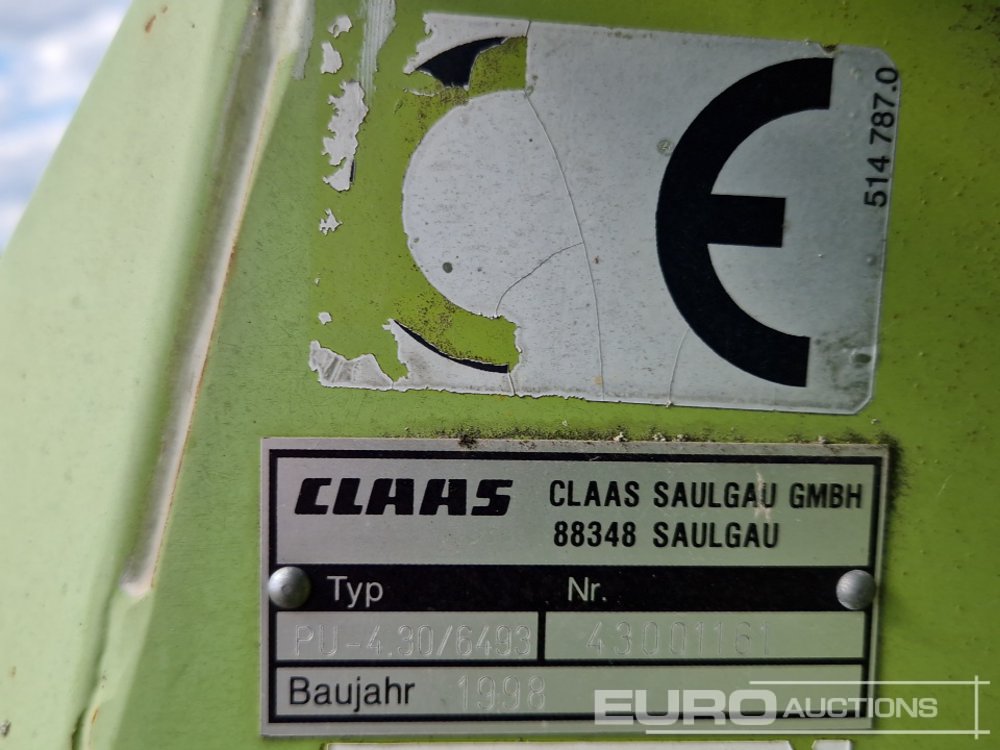 CE
514 787.0
CLAAS CLAAS SAULGAU GMBH
88348 SAULGAU
Typ Nr.
PU-4.30/6493 43001161
Baujahr 1998
EURO AUCTIONS